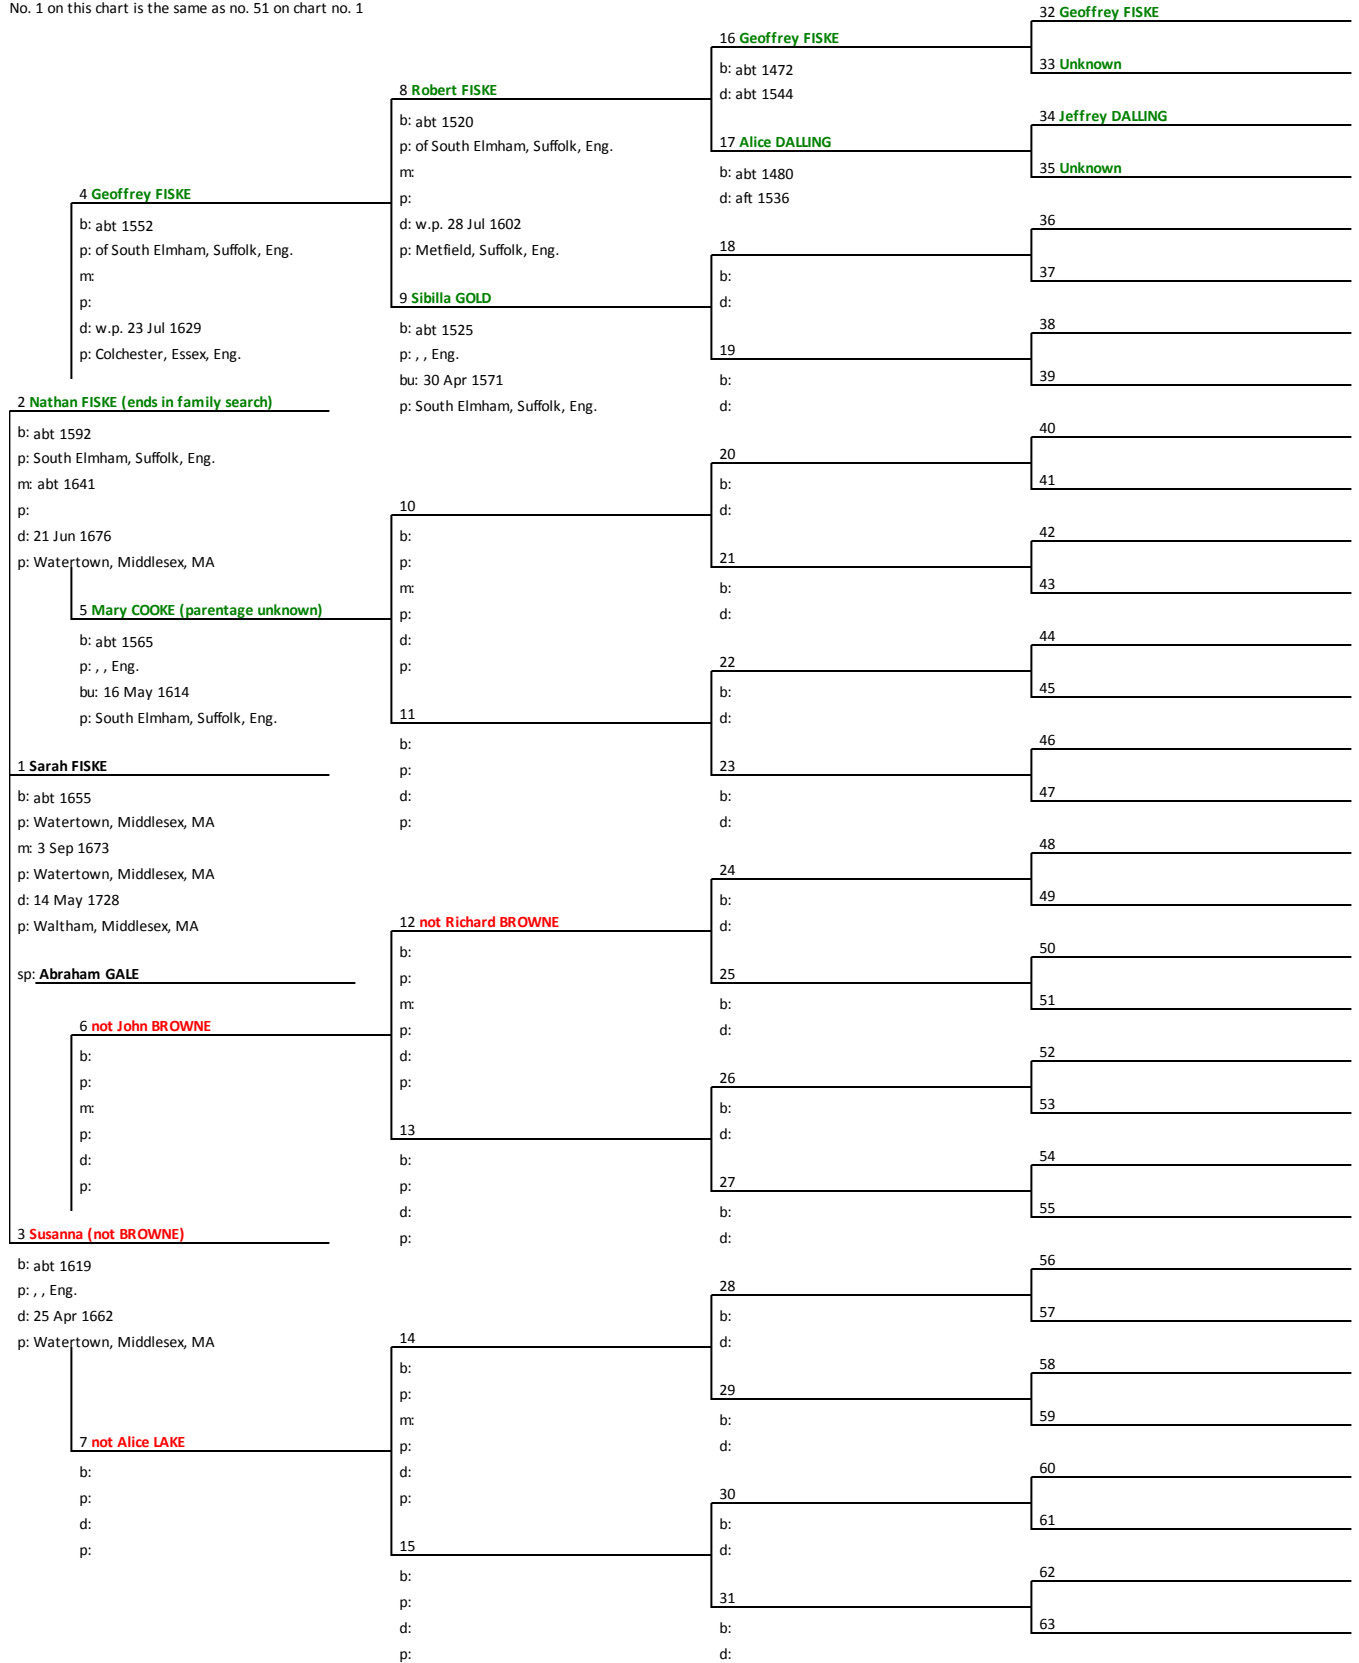 No. 1 on this chart is the same as no. 51 on chart no. 1
4 Geoffrey FISKE
b: abt 1552
p: of South Elmham, Suffolk, Eng.
m:
p:
d: w.p. 23 Jul 1629
p: Colchester, Essex, Eng.
2 Nathan FISKE (ends in family search)
b: abt 1592
p: South Elmham, Suffolk, Eng.
m: abt 1641
p:
d: 21 Jun 1676
p: Watertown, Middlesex, MA
5 Mary COOKE (parentage unknown)
b: abt 1565
p: , , Eng.
bu: 16 May 1614
p: South Elmham, Suffolk, Eng.
1 Sarah FISKE
b: abt 1655
p: Watertown, Middlesex, MA
m: 3 Sep 1673
p: Watertown, Middlesex, MA
d: 14 May 1728
p: Waltham, Middlesex, MA
sp: Abraham GALE
6 not John BROWNE
b:
p:
m:
p:
d:
p:
3 Susanna (not BROWNE)
b: abt 1619
p: , , Eng.
d: 25 Apr 1662
p: Watertown, Middlesex, MA
7 not Alice LAKE
b:
p:
d:
p:
8 Robert FISKE
b: abt 1520
p: of South Elmham, Suffolk, Eng.
m:
p:
d: w.p. 28 Jul 1602
p: Metfield, Suffolk, Eng.
9 Sibilla GOLD
b: abt 1525
p: , , Eng.
bu: 30 Apr 1571
p: South Elmham, Suffolk, Eng.
10
b:
p:
m:
p:
d:
p:
11
b:
p:
d:
p:
12 not Richard BROWNE
b:
p:
m:
p:
d:
p:
13
b:
p:
d:
p:
14
b:
p:
m:
p:
d:
p:
15
b:
p:
d:
p:
16 Geoffrey FISKE
b: abt 1472
d: abt 1544
17 Alice DALLING
b: abt 1480
d: aft 1536
18
b:
d:
19
b:
d:
20
b:
d:
21
b:
d:
22
b:
d:
23
b:
d:
24
b:
d:
25
b:
d:
26
b:
d:
27
b:
d:
28
b:
d:
29
b:
d:
30
b:
d:
31
b:
d:
32 Geoffrey FISKE
33 Unknown
34 Jeffrey DALLING
35 Unknown
36
37
38
39
40
41
42
43
44
45
46
47
48
49
50
51
52
53
54
55
56
57
58
59
60
61
62
63